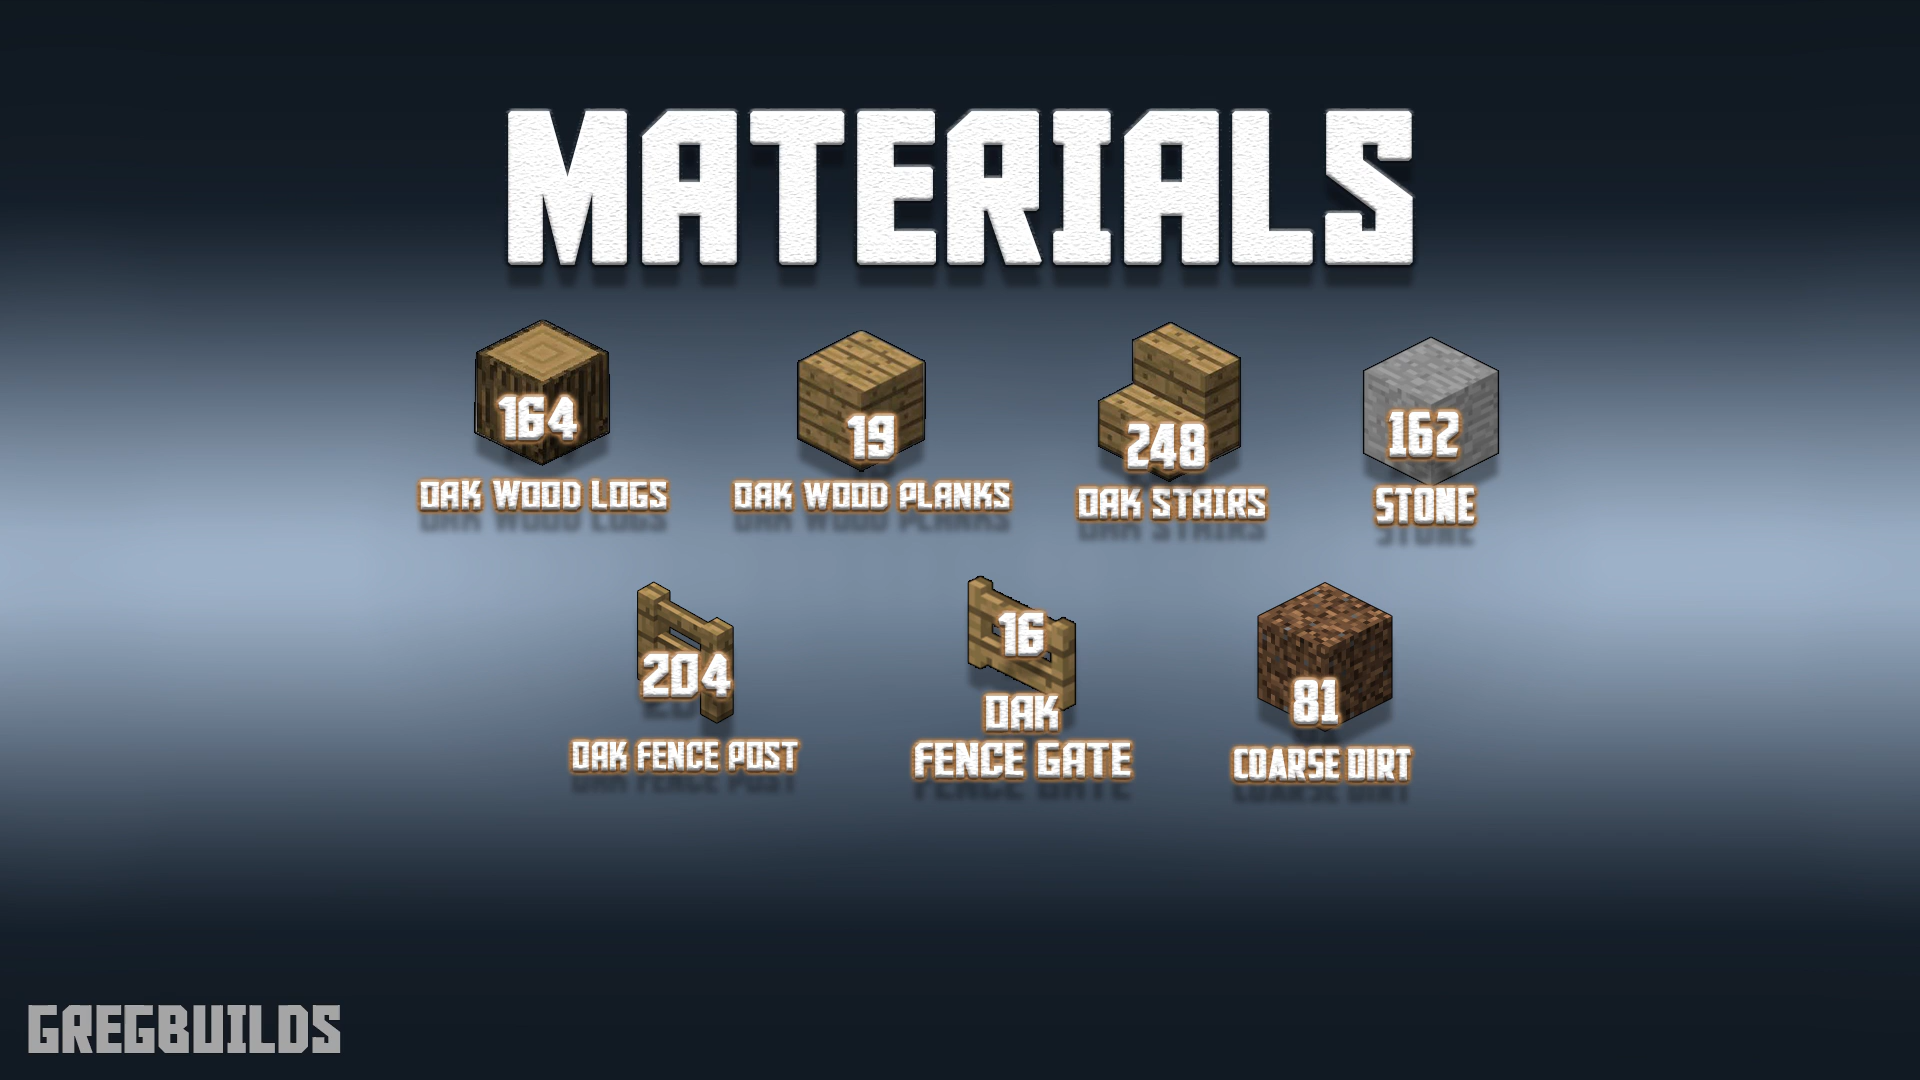 MATERIALS
164
19
248
162
OAK WOOD LOGS
OAK WOOD PLANKS
OAK STAIRS
STONE
204
16
81
OAK FENCE POST
OAK
FENCE GATE
COARSE DIRT
GREGBUILDS